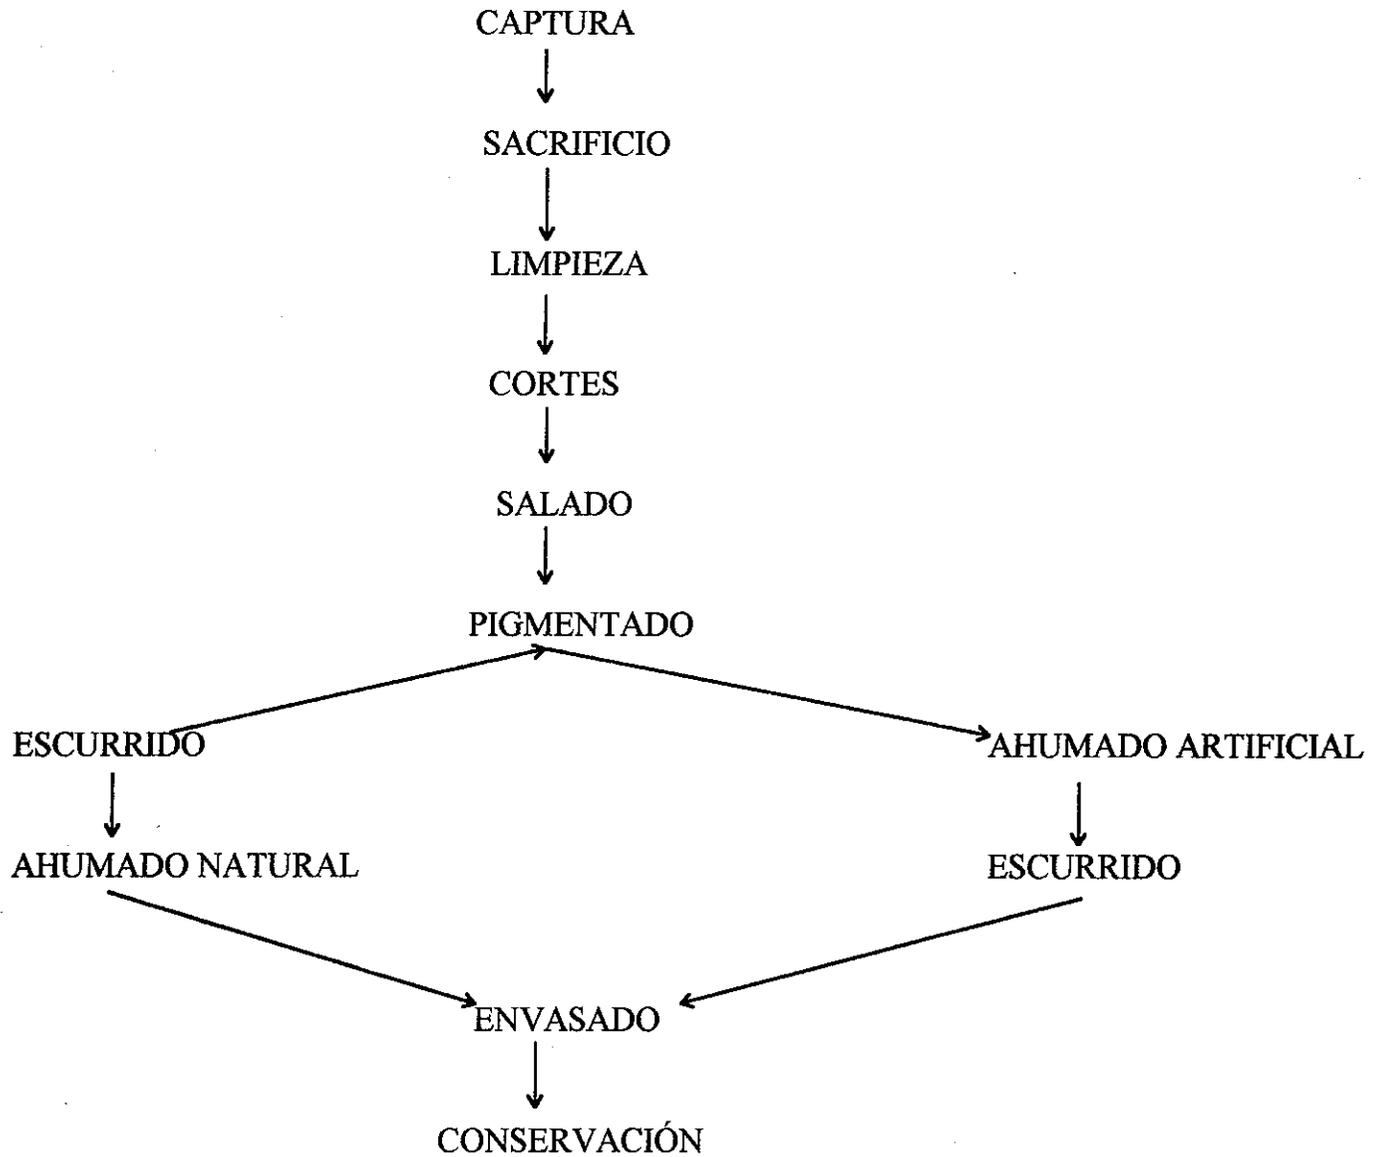 CAPTURA
SACRIFICIO
LIMPIEZA
CORTES
SALADO
PIGMENTADO
ESCURRIDO
AHUMADO ARTIFICIAL
AHUMADO NATURAL
ESCURRIDO
ENVASADO
CONSERVACIÓN